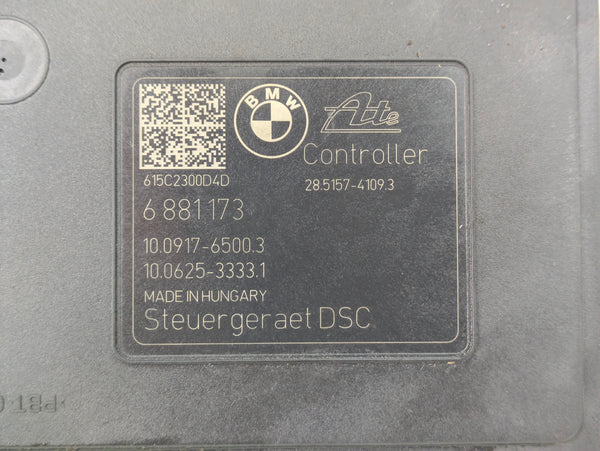 BMW
Ate
Controller
615C2300D4D
28.5157-4109.3
6 881 173
10.0917-6500.3
10.0625-3333.1
MADE IN HUNGARY
Steuergeraet DSC
PBT